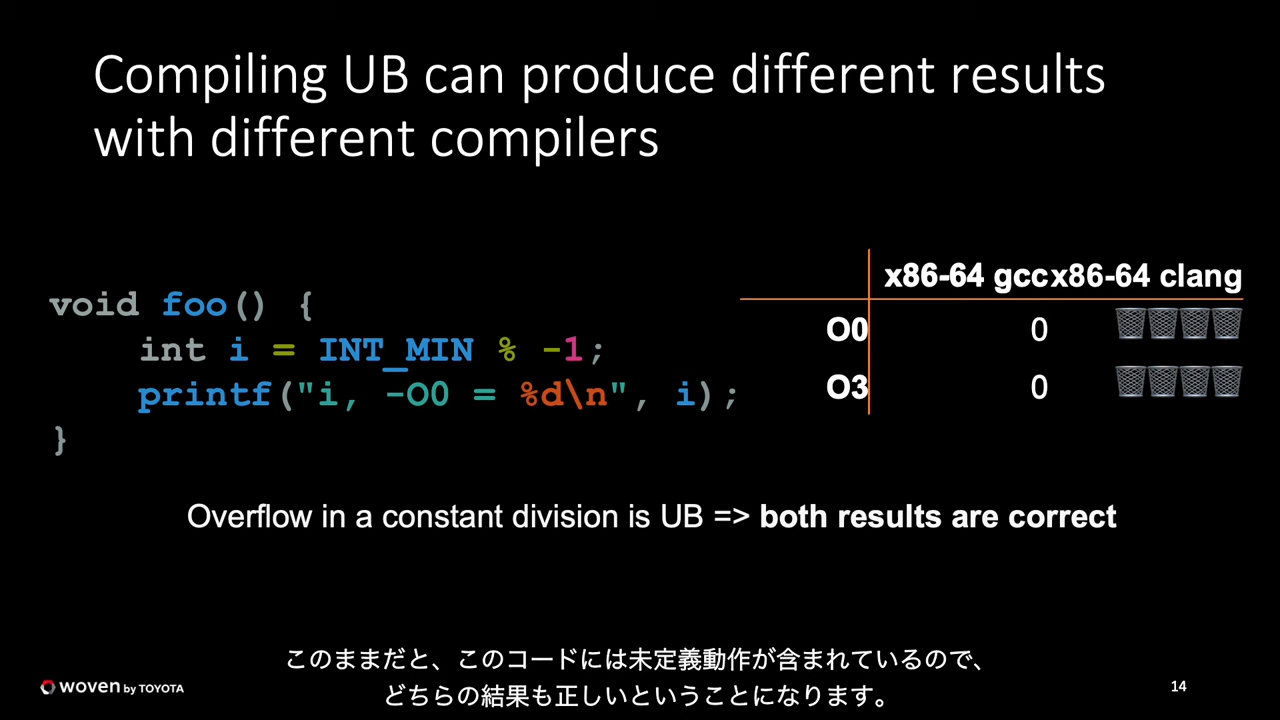 Compiling UB can produce different results
with different compilers
void foo() {
int i = INT_MIN % -1;
printf("i, -O0 = %d\n", i);
}
x86-64 gcc x86-64 clang
O0 0 🗑🗑🗑🗑
O3 0 🗑🗑🗑🗑
Overflow in a constant division is UB => both results are correct
このままだと、このコードには未定義動作が含まれているので、
どちらの結果も正しいということになります。
woven by TOYOTA
14